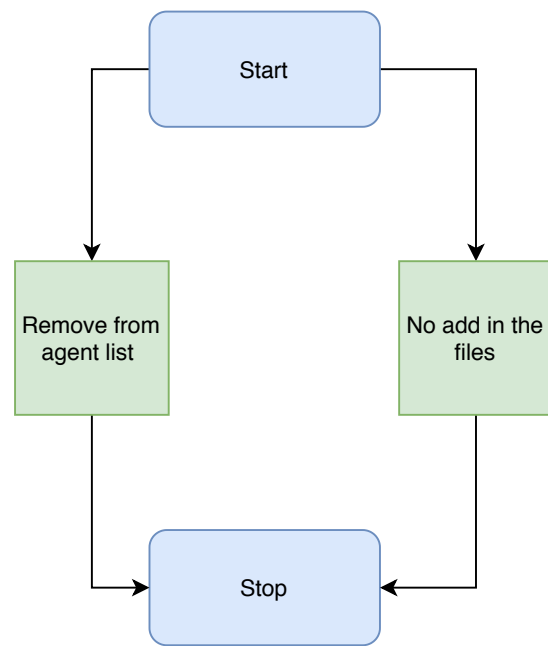 Start
Remove from
agent list
No add in the
files
Stop